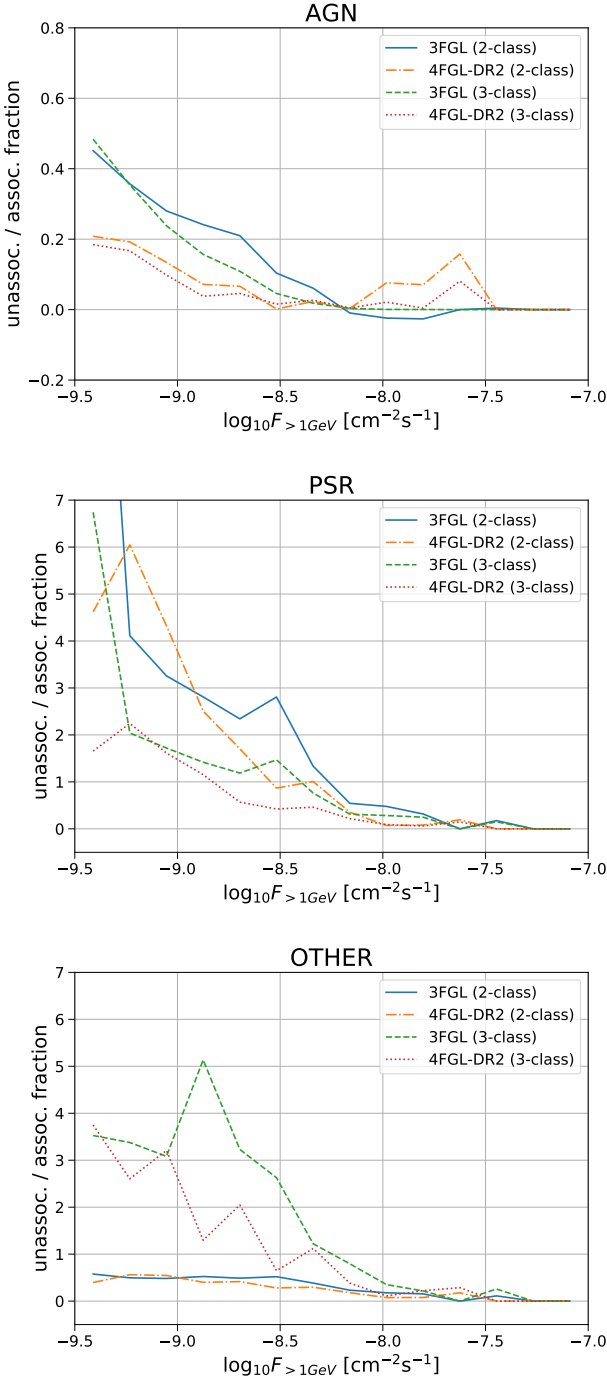 AGN
0.8
0.6
0.4
0.2
0.0
−0.2
unassoc. / assoc. fraction
3FGL (2-class)
4FGL-DR2 (2-class)
3FGL (3-class)
4FGL-DR2 (3-class)
−9.5 −9.0 −8.5 −8.0 −7.5 −7.0
log₁₀F>1GeV [cm⁻²s⁻¹]
PSR
7
6
5
4
3
2
1
0
unassoc. / assoc. fraction
3FGL (2-class)
4FGL-DR2 (2-class)
3FGL (3-class)
4FGL-DR2 (3-class)
−9.5 −9.0 −8.5 −8.0 −7.5 −7.0
log₁₀F>1GeV [cm⁻²s⁻¹]
OTHER
7
6
5
4
3
2
1
0
unassoc. / assoc. fraction
3FGL (2-class)
4FGL-DR2 (2-class)
3FGL (3-class)
4FGL-DR2 (3-class)
−9.5 −9.0 −8.5 −8.0 −7.5 −7.0
log₁₀F>1GeV [cm⁻²s⁻¹]